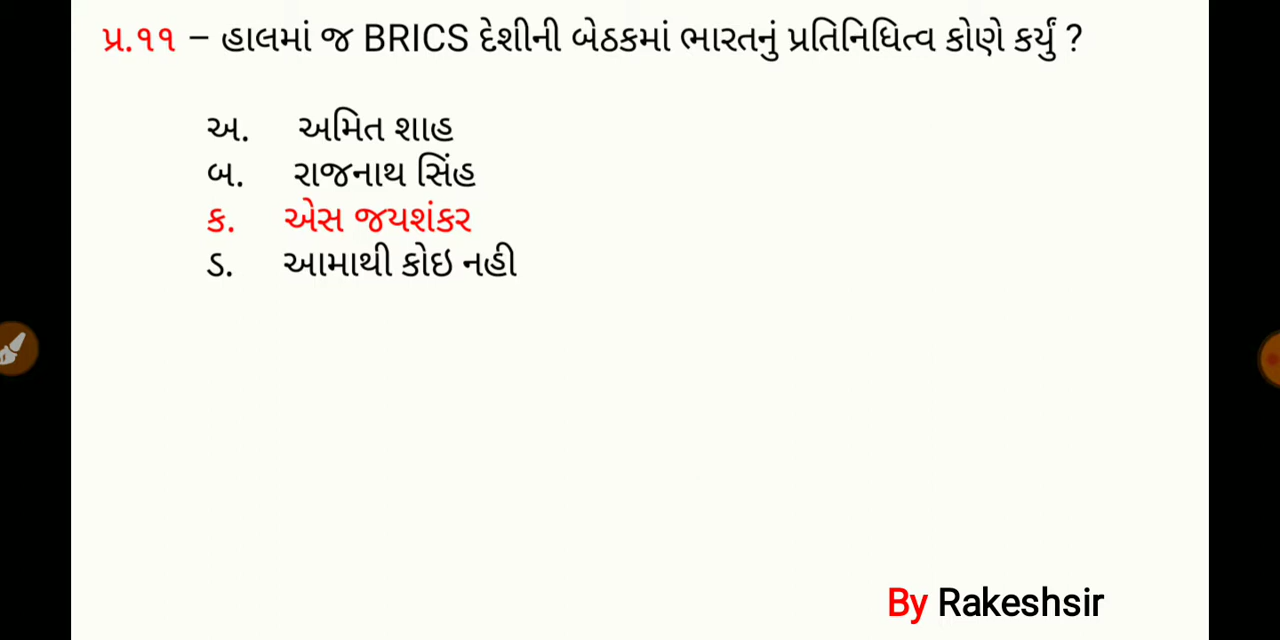 પ્ર.૧૧ – હાલમાં જ BRICS દેશીની બેઠકમાં ભારતનું પ્રતિનિધિત્વ કોણે કર્યું ?
અ. અમિત શાહ
બ. રાજનાથ સિંહ
ક. એસ જયશંકર
ડ. આમાથી કોઇ નહી
By Rakeshsir